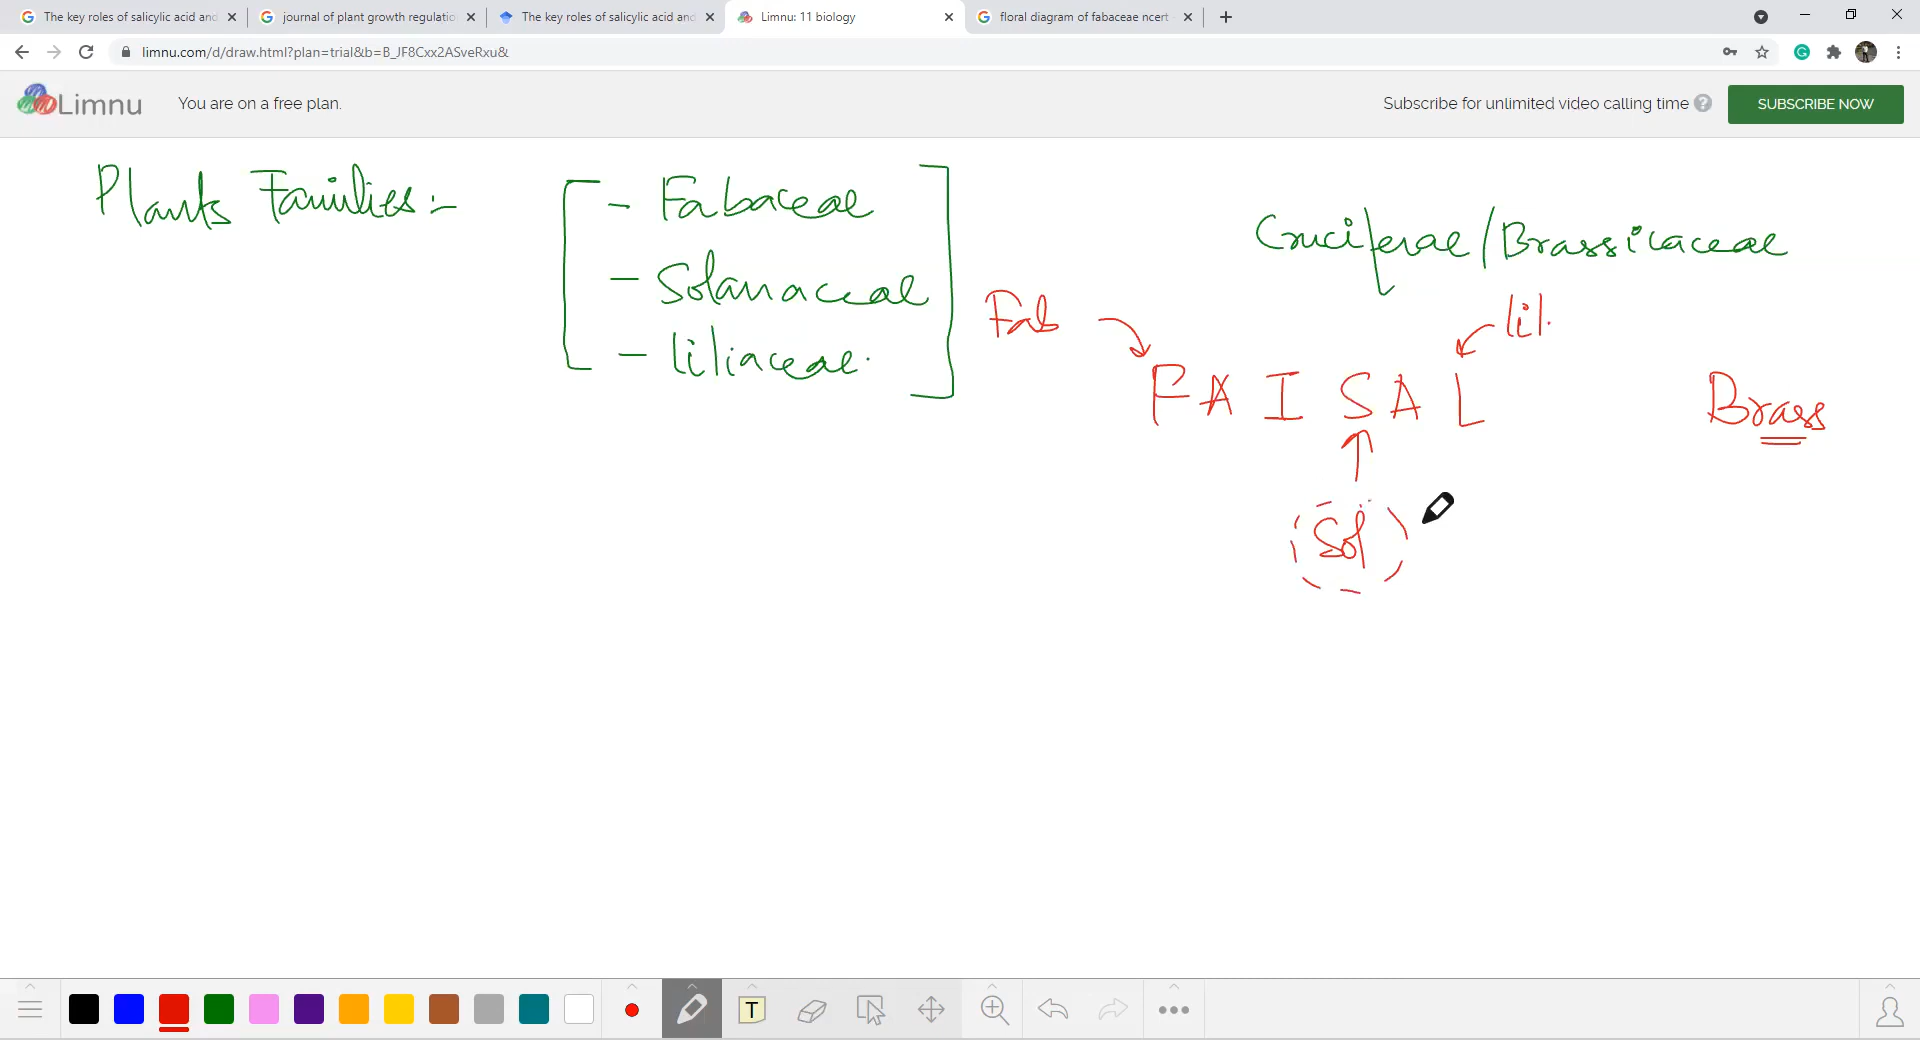 The key roles of salicylic acid and
journal of plant growth regulatio
The key roles of salicylic acid and
Limnu: 11 biology
floral diagram of fabaceae ncert
limnu.com/d/draw.html?plan=trial&b=B_JF8Cxx2ASveRxu&
Limnu
You are on a free plan.
Subscribe for unlimited video calling time ?
SUBSCRIBE NOW
Plants Families:-
- Fabaceae
- Solanaceae
- liliaceae.
Cruciferae/Brassicaceae
Fab
lil.
FAISAL
Brass
Sol
T